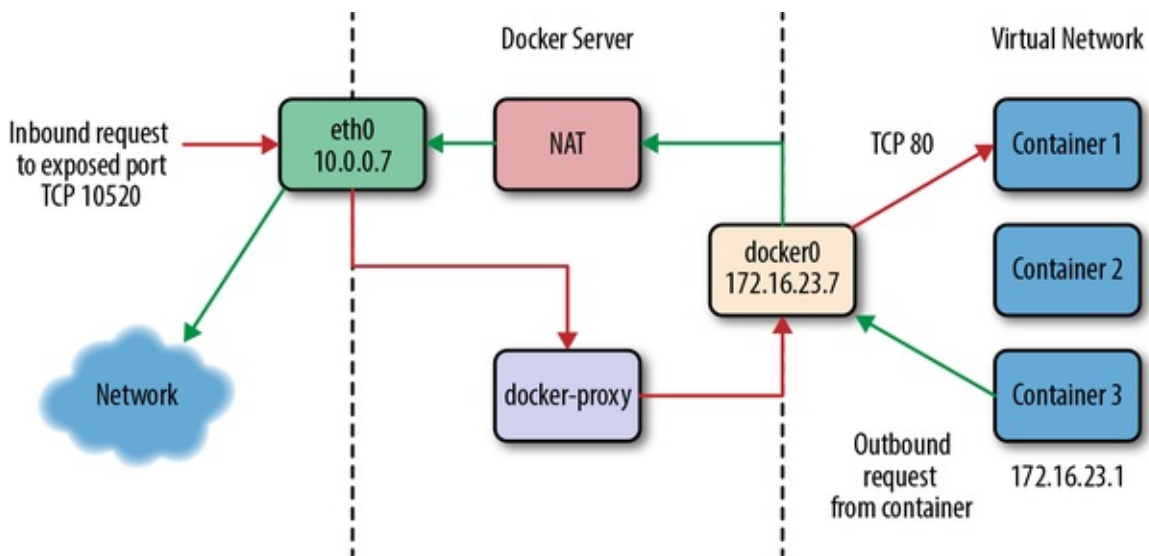 Docker Server
Virtual Network
Inbound request
to exposed port
TCP 10520
eth0
10.0.0.7
NAT
TCP 80
Container 1
docker0
172.16.23.7
Container 2
Network
docker-proxy
Container 3
Outbound
request
from container
172.16.23.1